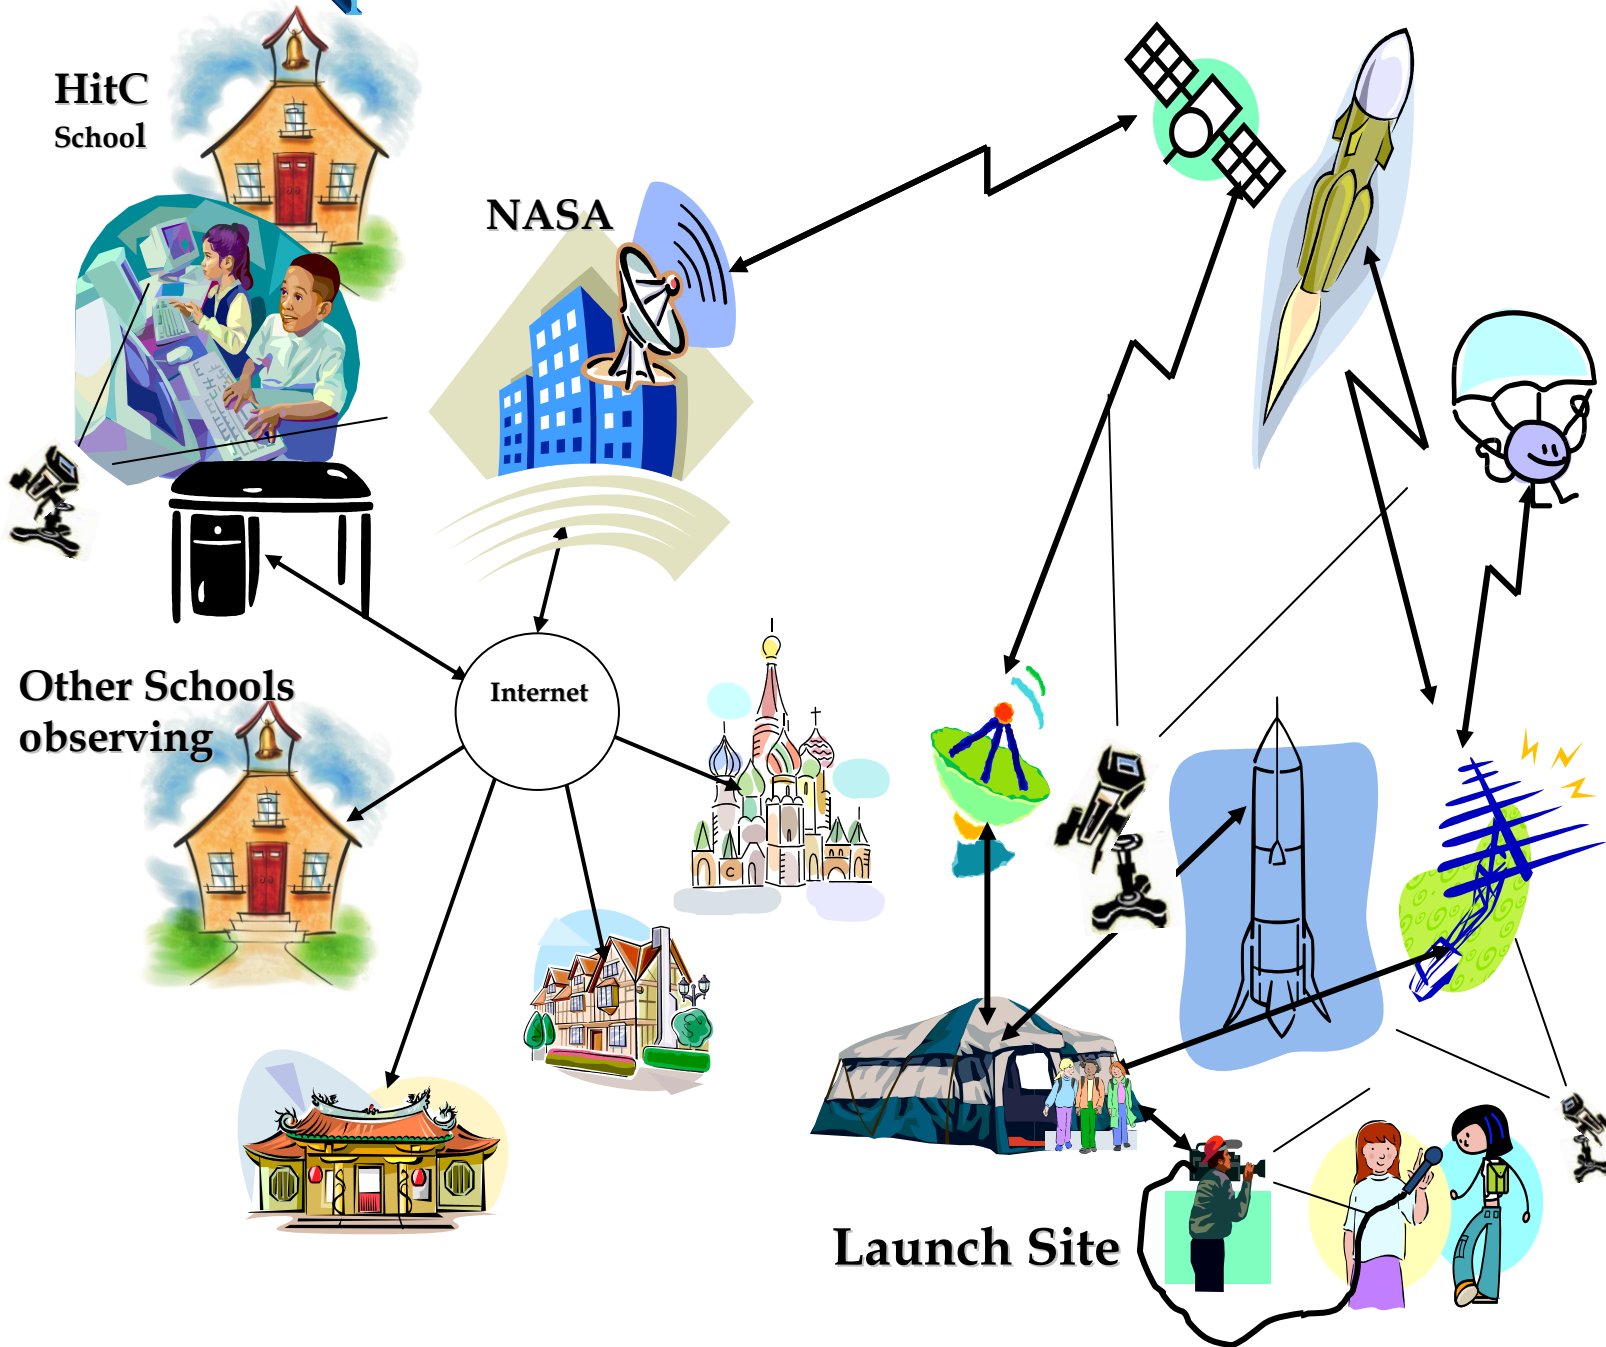 HitC
School
NASA
Internet
Other Schools
observing
Launch Site